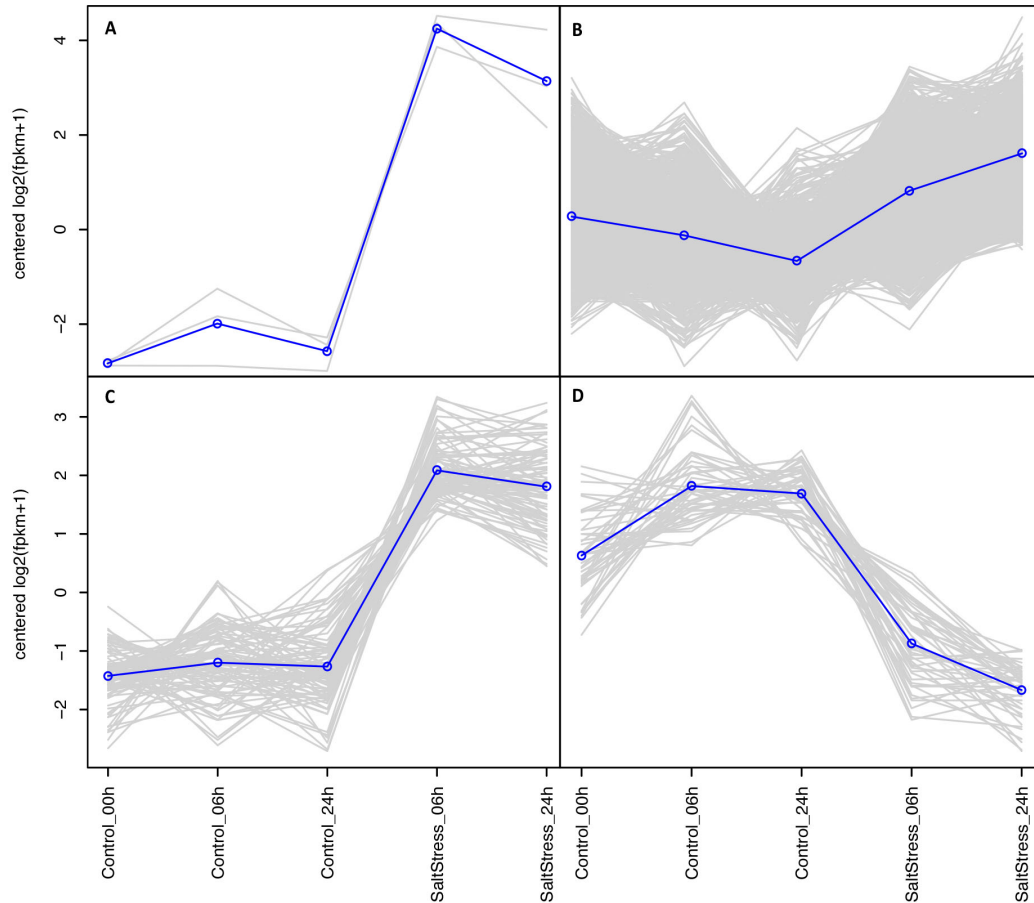 A
B
centered log2(fpkm+1)
4
2
0
−2
C
D
centered log2(fpkm+1)
3
2
1
0
−1
−2
Control_00h
Control_06h
Control_24h
SaltStress_06h
SaltStress_24h
Control_00h
Control_06h
Control_24h
SaltStress_06h
SaltStress_24h